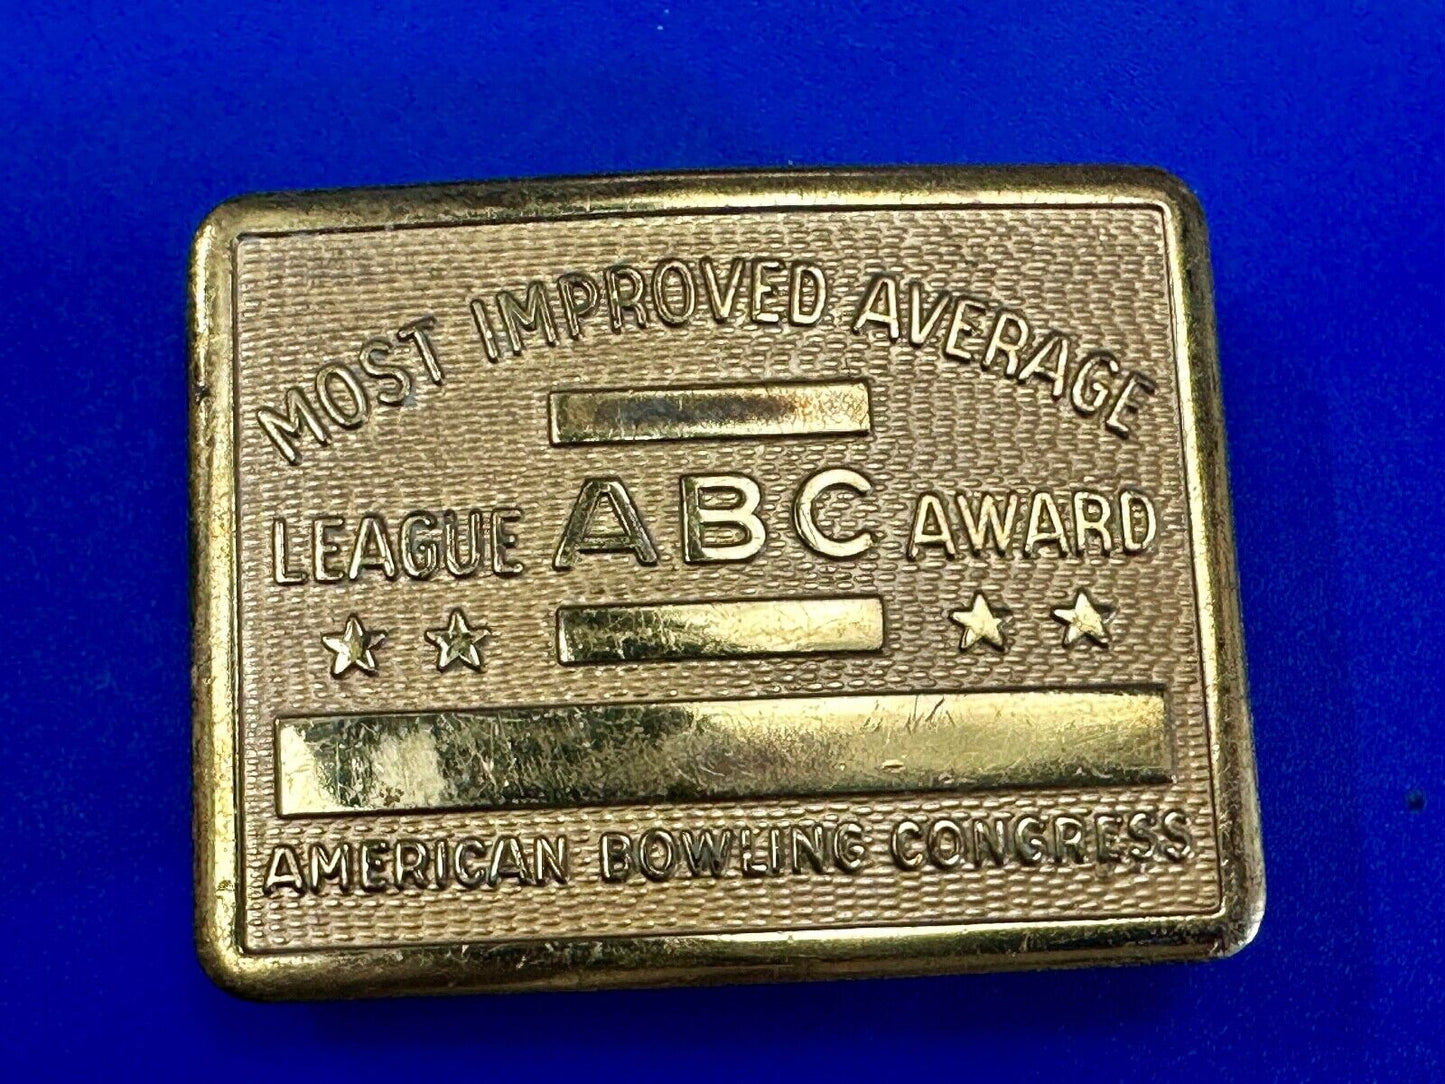 MOST IMPROVED AVERAGE
LEAGUE ABC AWARD
AMERICAN BOWLING CONGRESS